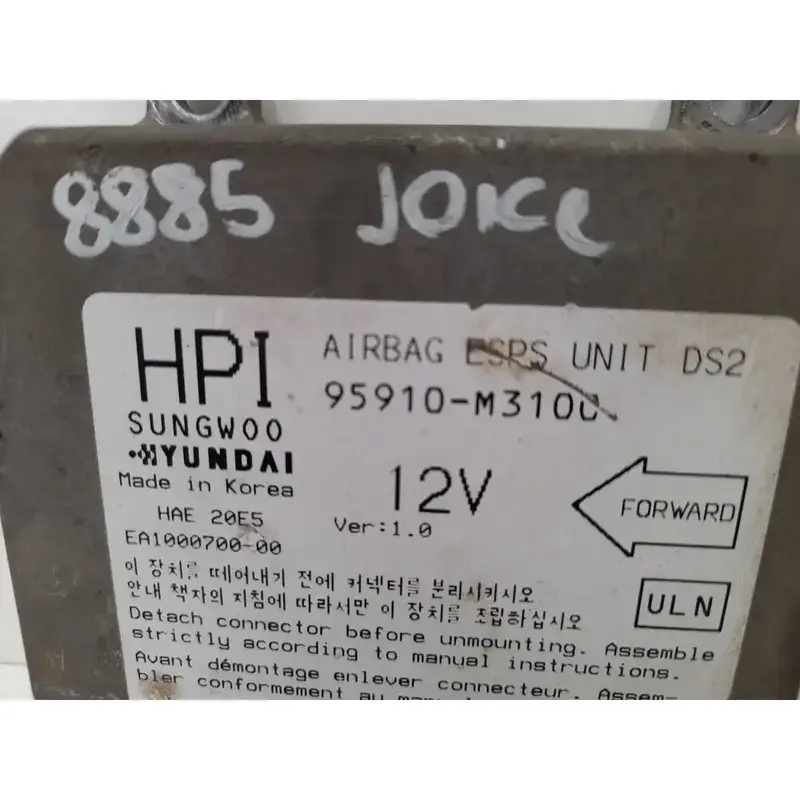 8885 JOICE
HPI
AIRBAG ESPS UNIT DS2
95910-M3100
SUNGWOO
HYUNDAI
Made in Korea
12V
FORWARD
HAE 20E5
Ver:1.0
EA1000700-00
이 장치를 떼어내기 전에 커넥터를 분리시키시오
안내 책자의 지침에 따라서만 이 장치를 조립하십시오
ULN
Detach connector before unmounting. Assemble
strictly according to manual instructions.
Avant démontage enlever connecteur. Assem-
bler conformement au